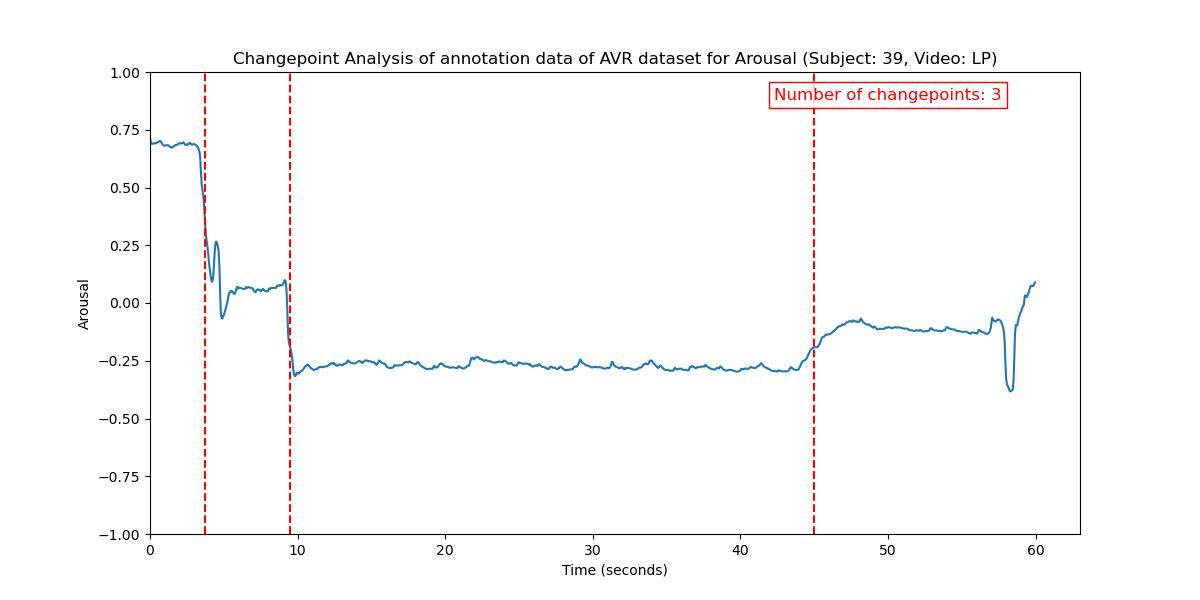 Changepoint Analysis of annotation data of AVR dataset for Arousal (Subject: 39, Video: LP)
Number of changepoints: 3
1.00
0.75
0.50
0.25
0.00
−0.25
−0.50
−0.75
−1.00
Arousal
0 10 20 30 40 50 60
Time (seconds)